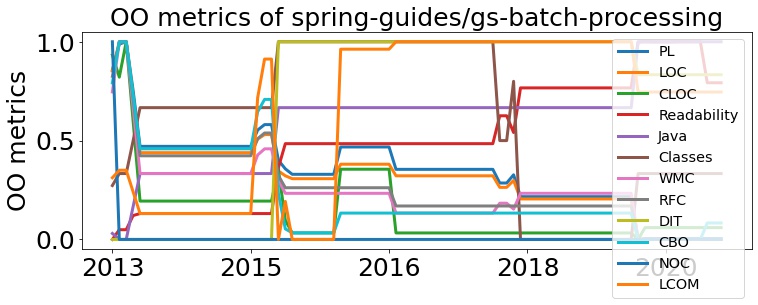 OO metrics of spring-guides/gs-batch-processing
OO metrics
1.0
0.5
0.0
2013
2015
2016
2018
2020
PL
LOC
CLOC
Readability
Java
Classes
WMC
RFC
DIT
CBO
NOC
LCOM